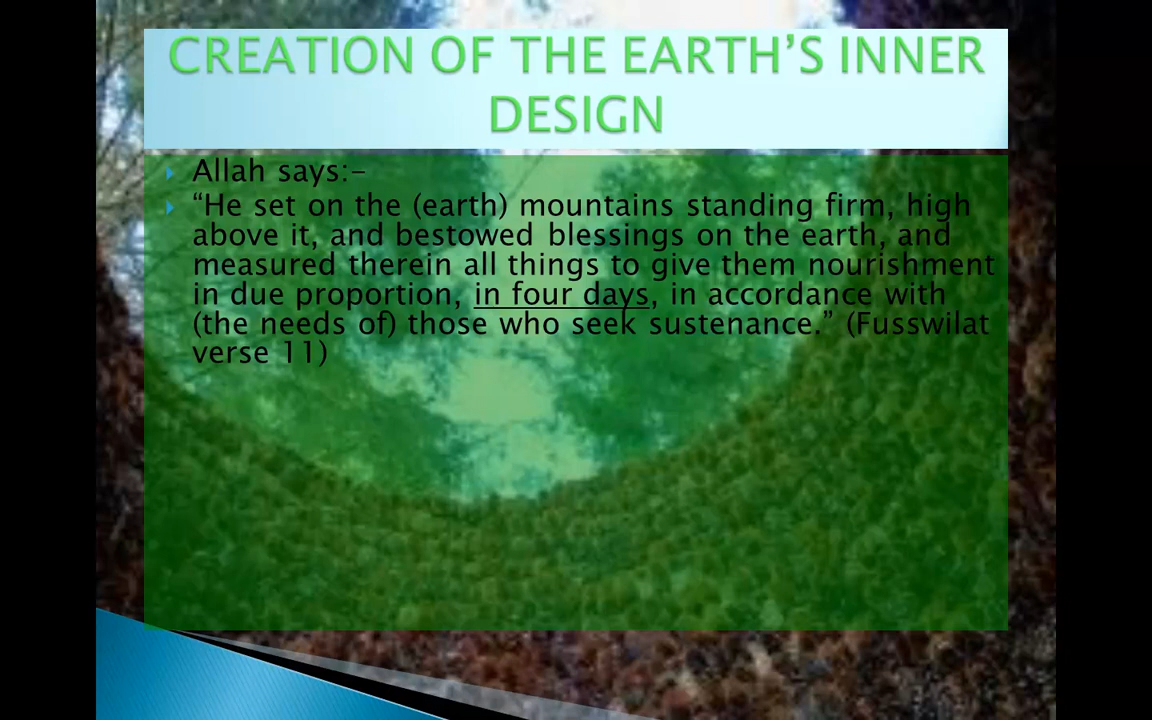 CREATION OF THE EARTH’S INNER
DESIGN
Allah says:-
“He set on the (earth) mountains standing firm, high
above it, and bestowed blessings on the earth, and
measured therein all things to give them nourishment
in due proportion, in four days, in accordance with
(the needs of) those who seek sustenance.” (Fusswilat
verse 11)